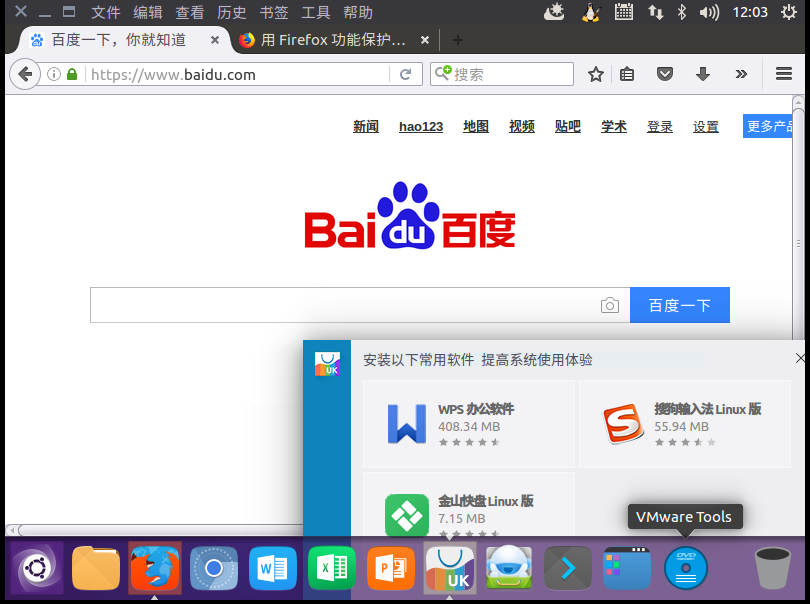 文件 编辑 查看 历史 书签 工具 帮助 12:03
百度一下，你就知道 用 Firefox 功能保护…
https://www.baidu.com 搜索
新闻 hao123 地图 视频 贴吧 学术 登录 设置 更多产品
Bai du 百度
百度一下
安装以下常用软件 提高系统使用体验
UK
WPS 办公软件
408.34 MB
搜狗输入法 Linux 版
55.94 MB
金山快盘 Linux 版
7.15 MB
VMware Tools
W X P UK DVD